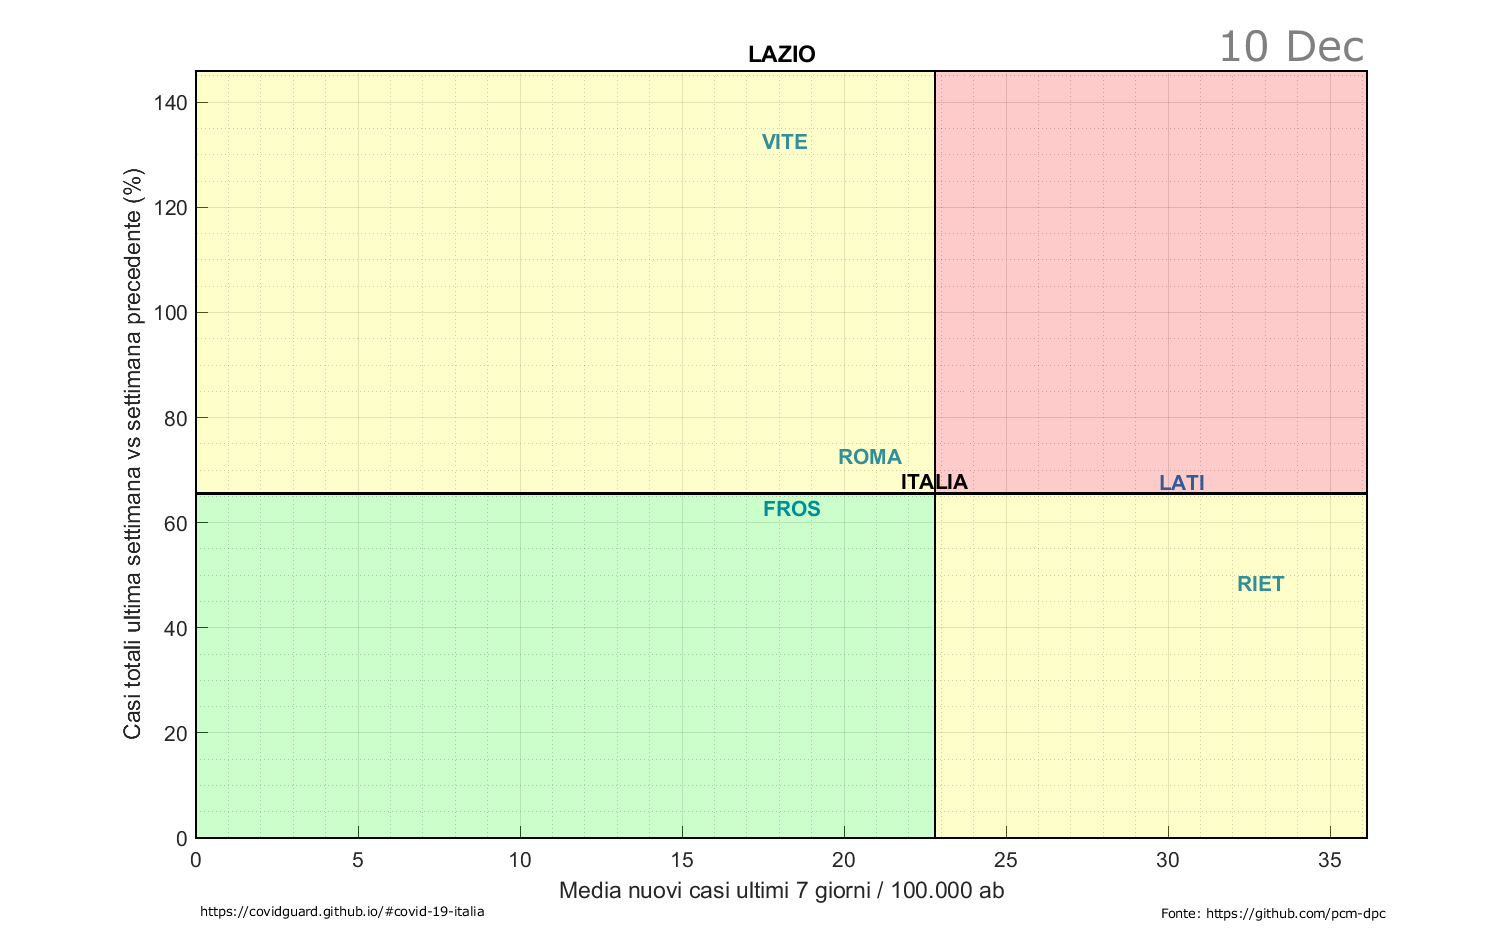 10 Dec
LAZIO
Casi totali ultima settimana vs settimana precedente (%)
140
120
100
80
60
40
20
0
VITE
ROMA
ITALIA
LATI
FROS
RIET
0 5 10 15 20 25 30 35
Media nuovi casi ultimi 7 giorni / 100.000 ab
https://covidguard.github.io/#covid-19-italia
Fonte: https://github.com/pcm-dpc